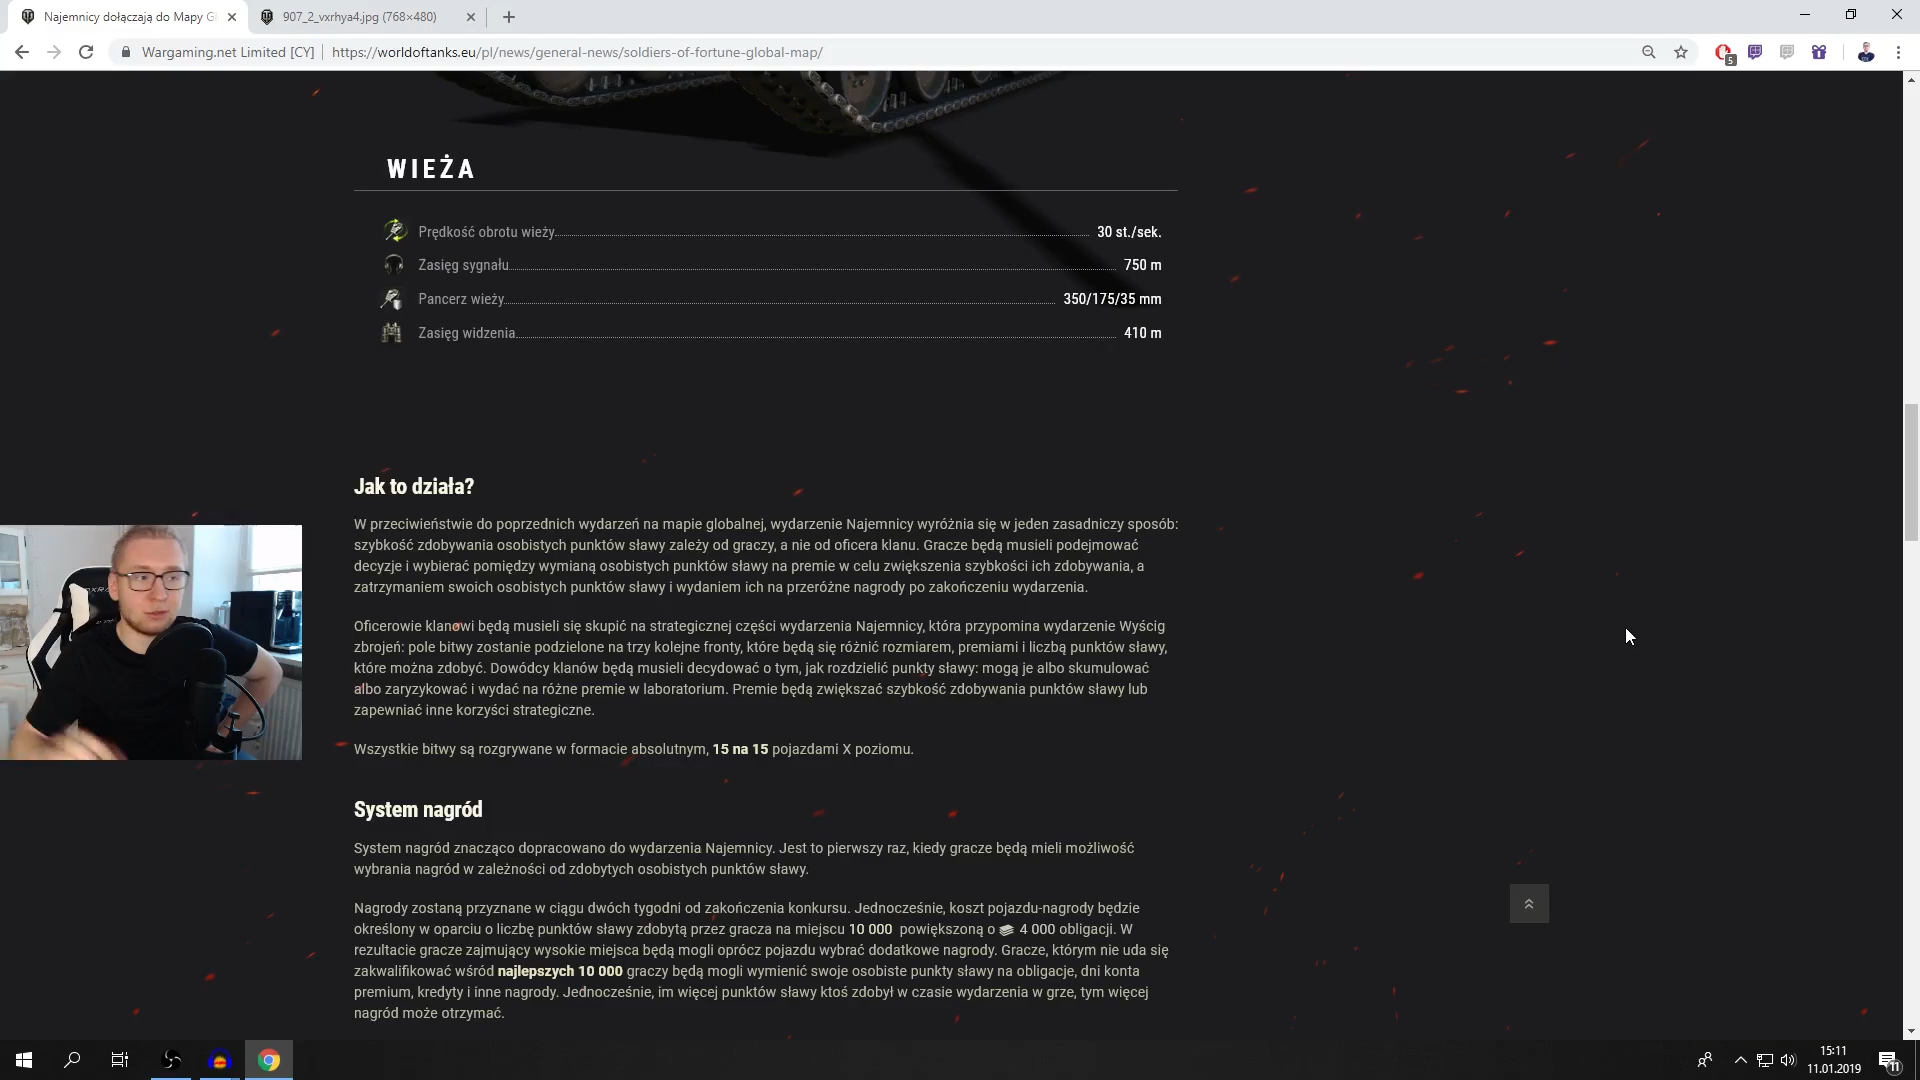 Najemnicy dołączają do Mapy Gl
907_2_vxrhya4.jpg (768×480)
Wargaming.net Limited [CY]
https://worldoftanks.eu/pl/news/general-news/soldiers-of-fortune-global-map/
5
WIEŻA
Prędkość obrotu wieży 30 st./sek.
Zasięg sygnału 750 m
Pancerz wieży 350/175/35 mm
Zasięg widzenia 410 m
Jak to działa?
W przeciwieństwie do poprzednich wydarzeń na mapie globalnej, wydarzenie Najemnicy wyróżnia się w jeden zasadniczy sposób:
szybkość zdobywania osobistych punktów sławy zależy od graczy, a nie od oficera klanu. Gracze będą musieli podejmować
decyzje i wybierać pomiędzy wymianą osobistych punktów sławy na premie w celu zwiększenia szybkości ich zdobywania, a
zatrzymaniem swoich osobistych punktów sławy i wydaniem ich na przeróżne nagrody po zakończeniu wydarzenia.
Oficerowie klanowi będą musieli się skupić na strategicznej części wydarzenia Najemnicy, która przypomina wydarzenie Wyścig
zbrojeń: pole bitwy zostanie podzielone na trzy kolejne fronty, które będą się różnić rozmiarem, premiami i liczbą punktów sławy,
które można zdobyć. Dowódcy klanów będą musieli decydować o tym, jak rozdzielić punkty sławy: mogą je albo skumulować
albo zaryzykować i wydać na różne premie w laboratorium. Premie będą zwiększać szybkość zdobywania punktów sławy lub
zapewniać inne korzyści strategiczne.
Wszystkie bitwy są rozgrywane w formacie absolutnym, 15 na 15 pojazdami X poziomu.
System nagród
System nagród znacząco dopracowano do wydarzenia Najemnicy. Jest to pierwszy raz, kiedy gracze będą mieli możliwość
wybrania nagród w zależności od zdobytych osobistych punktów sławy.
Nagrody zostaną przyznane w ciągu dwóch tygodni od zakończenia konkursu. Jednocześnie, koszt pojazdu-nagrody będzie
określony w oparciu o liczbę punktów sławy zdobytą przez gracza na miejscu 10 000 powiększoną o 4 000 obligacji. W
rezultacie gracze zajmujący wysokie miejsca będą mogli oprócz pojazdu wybrać dodatkowe nagrody. Gracze, którym nie uda się
zakwalifikować wśród najlepszych 10 000 graczy będą mogli wymienić swoje osobiste punkty sławy na obligacje, dni konta
premium, kredyty i inne nagrody. Jednocześnie, im więcej punktów sławy ktoś zdobył w czasie wydarzenia w grze, tym więcej
nagród może otrzymać.
15:11
11.01.2019
11